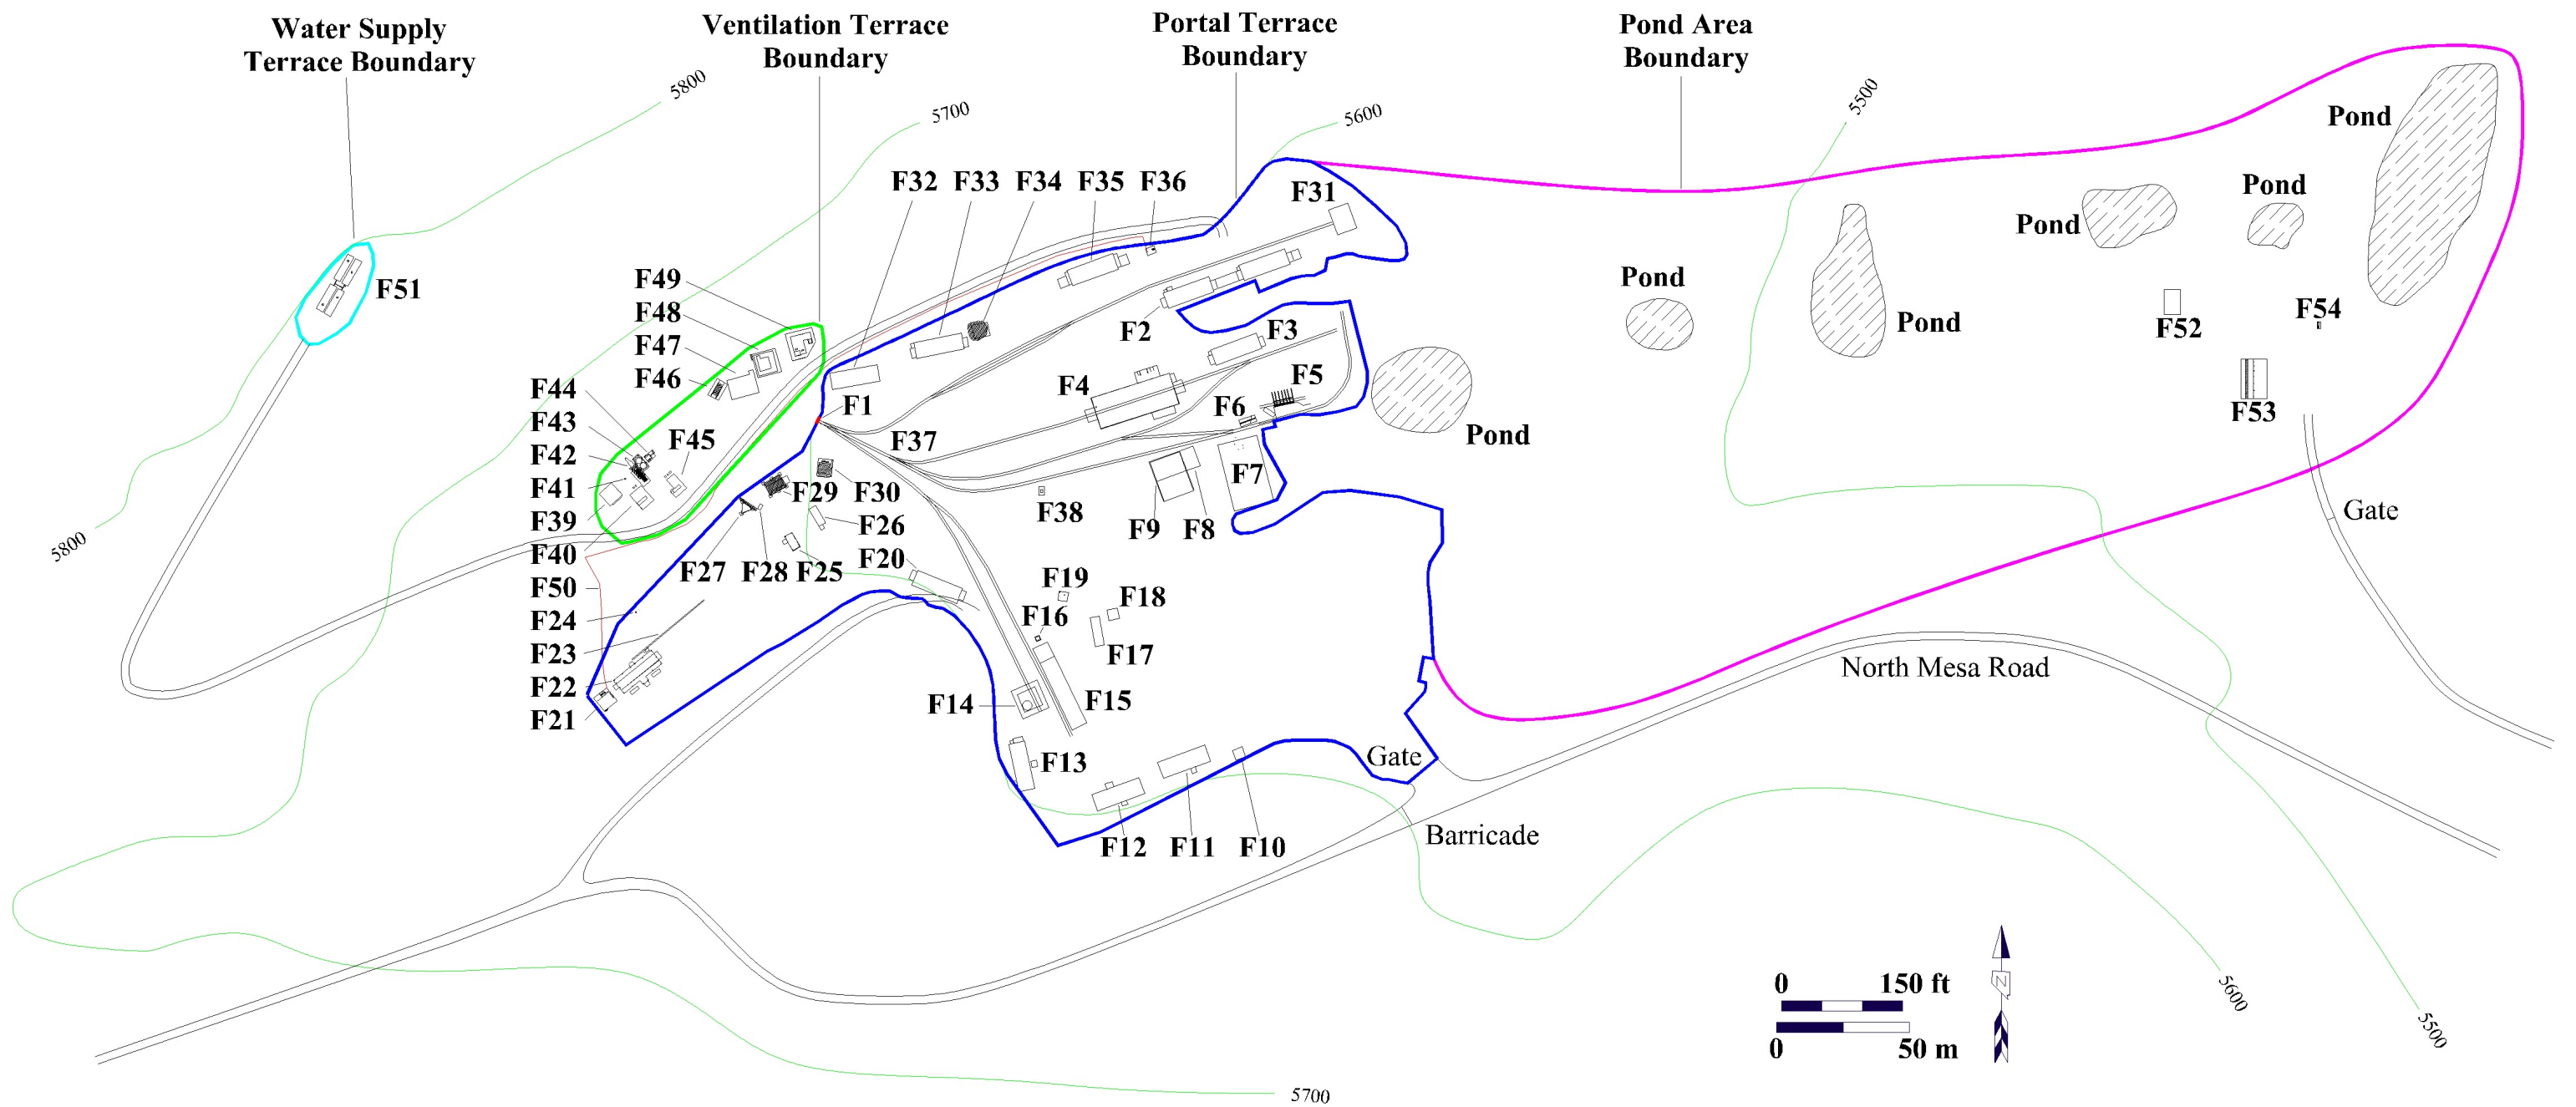 Water Supply
Terrace Boundary
Ventilation Terrace
Boundary
Portal Terrace
Boundary
Pond Area
Boundary
5800
5700
5600
5500
Pond
Pond
Pond
Pond
Pond
Pond
F32
F33
F34
F35
F36
F31
F51
F49
F48
F47
F46
F44
F43
F42
F41
F39
F40
F50
F24
F23
F22
F21
F45
F1
F37
F2
F3
F4
F5
F6
F7
F8
F9
F38
F29
F30
F26
F27
F28
F25
F20
F19
F16
F18
F17
F14
F15
F13
F12
F11
F10
F52
F54
F53
Gate
North Mesa Road
Gate
Barricade
5800
0
150 ft
0
50 m
N
5600
5500
5700